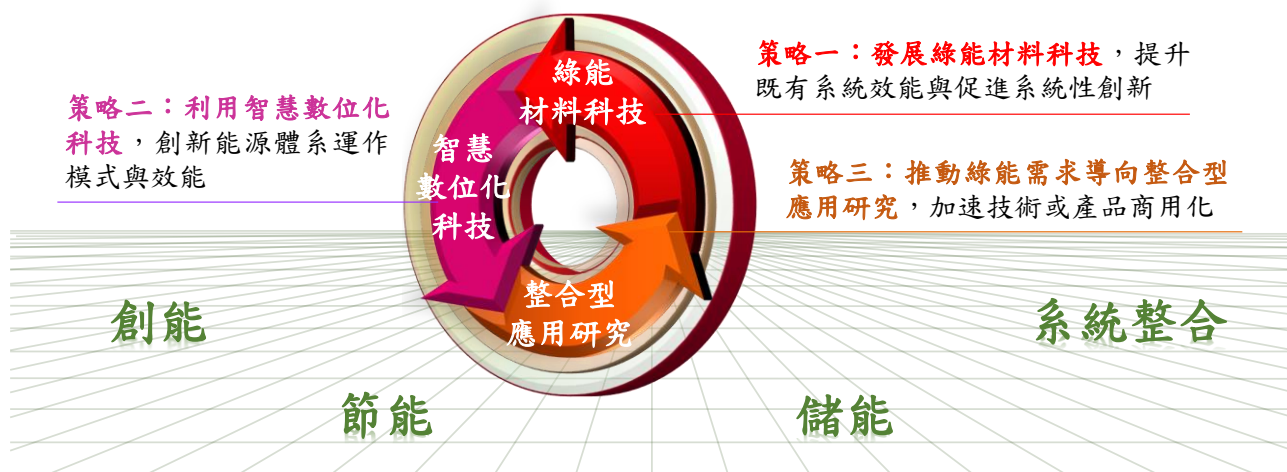 策略一：發展綠能材料科技，提升
既有系統效能與促進系統性創新
策略二：利用智慧數位化
科技，創新能源體系運作
模式與效能
策略三：推動綠能需求導向整合型
應用研究，加速技術或產品商用化
綠能
材料科技
智慧
數位化
科技
整合型
應用研究
創能
節能
儲能
系統整合